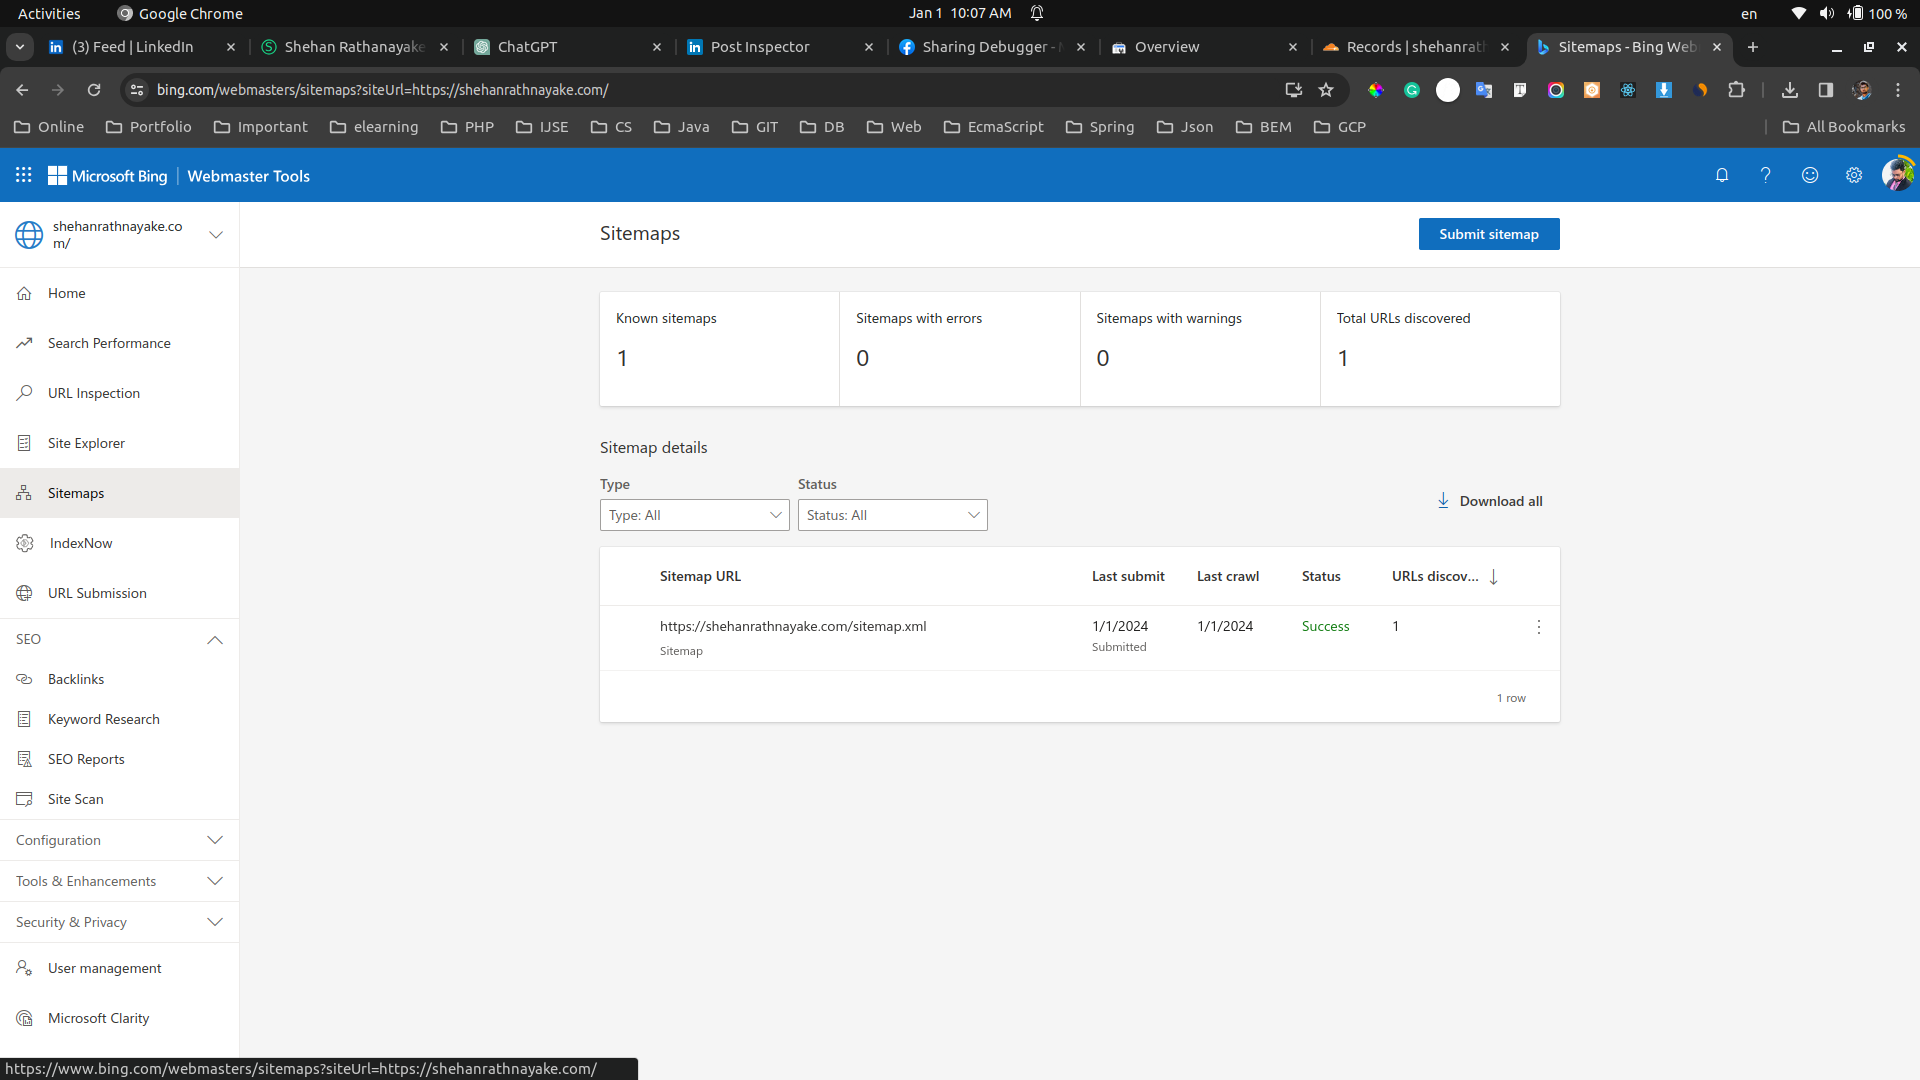 Activities
Google Chrome
Jan 1 10:07 AM
en
100 %
(3) Feed | LinkedIn
Shehan Rathanayake
ChatGPT
Post Inspector
Sharing Debugger -
Overview
Records | shehanrath
Sitemaps - Bing Web
bing.com/webmasters/sitemaps?siteUrl=https://shehanrathnayake.com/
Online
Portfolio
Important
elearning
PHP
IJSE
CS
Java
GIT
DB
Web
EcmaScript
Spring
Json
BEM
GCP
All Bookmarks
Microsoft Bing
Webmaster Tools
shehanrathnayake.co
m/
Sitemaps
Submit sitemap
Home
Search Performance
URL Inspection
Site Explorer
Sitemaps
IndexNow
URL Submission
SEO
Backlinks
Keyword Research
SEO Reports
Site Scan
Configuration
Tools & Enhancements
Security & Privacy
User management
Microsoft Clarity
Known sitemaps
1
Sitemaps with errors
0
Sitemaps with warnings
0
Total URLs discovered
1
Sitemap details
Type
Type: All
Status
Status: All
Download all
Sitemap URL
Last submit
Last crawl
Status
URLs discov...
https://shehanrathnayake.com/sitemap.xml
Sitemap
1/1/2024
Submitted
1/1/2024
Success
1
1 row
https://www.bing.com/webmasters/sitemaps?siteUrl=https://shehanrathnayake.com/